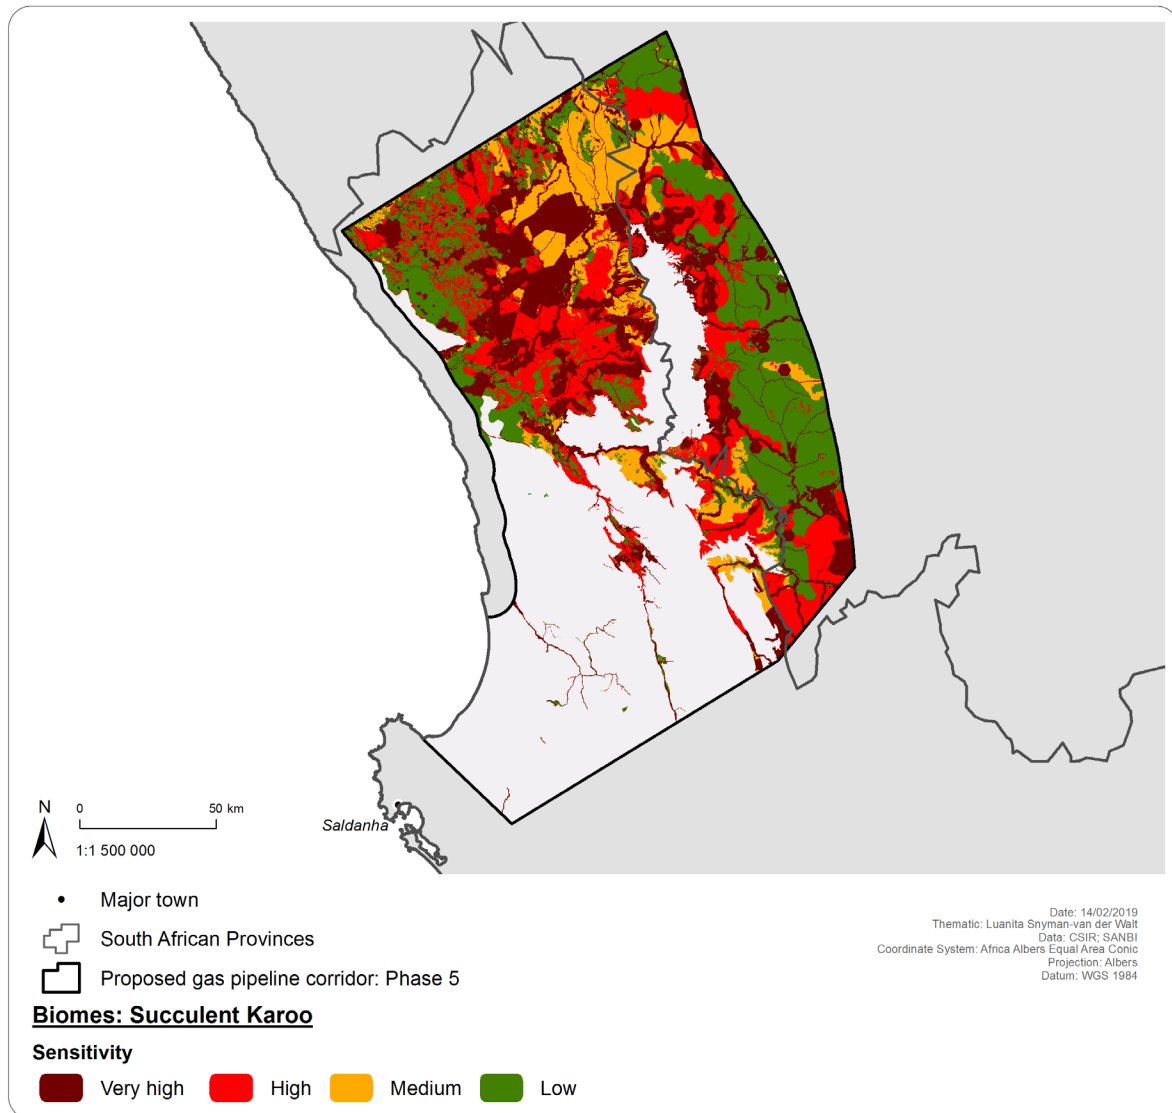 Saldanha
N
0 50 km
1:1 500 000
Major town
South African Provinces
Proposed gas pipeline corridor: Phase 5
Biomes: Succulent Karoo
Sensitivity
Very high High Medium Low
Date: 14/02/2019
Thematic: Luanita Snyman-van der Walt
Data: CSIR; SANBI
Coordinate System: Africa Albers Equal Area Conic
Projection: Albers
Datum: WGS 1984